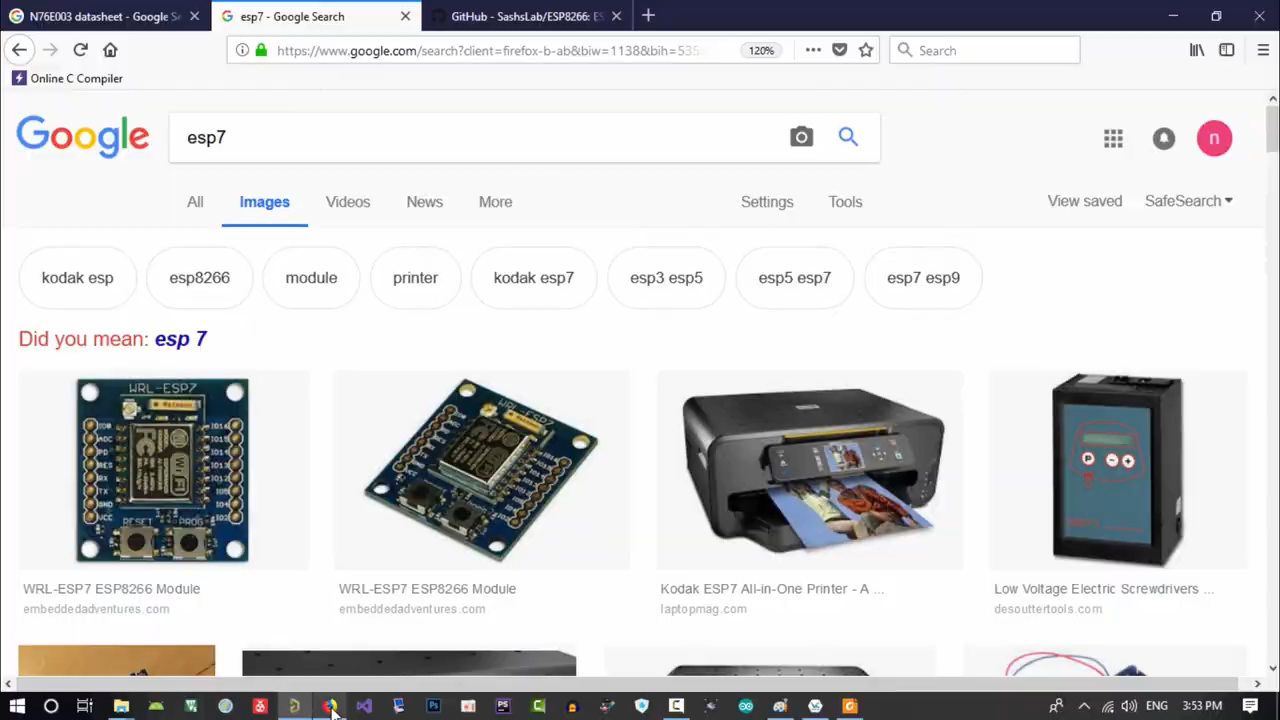 N76E003 datasheet - Google Se
esp7 - Google Search
GitHub - SashsLab/ESP8266: ES
https://www.google.com/search?client=firefox-b-ab&biw=1138&bih=535
120%
Search
Online C Compiler
Google
esp7
n
All
Images
Videos
News
More
Settings
Tools
View saved
SafeSearch
kodak esp
esp8266
module
printer
kodak esp7
esp3 esp5
esp5 esp7
esp7 esp9
Did you mean: esp 7
WRL-ESP7
RESET PROG
WRL-ESP7 ESP8266 Module
embeddedadventures.com
WRL-ESP7 ESP8266 Module
embeddedadventures.com
Kodak ESP7 All-in-One Printer - A ...
laptopmag.com
Low Voltage Electric Screwdrivers ...
desouttertools.com
ENG
3:53 PM